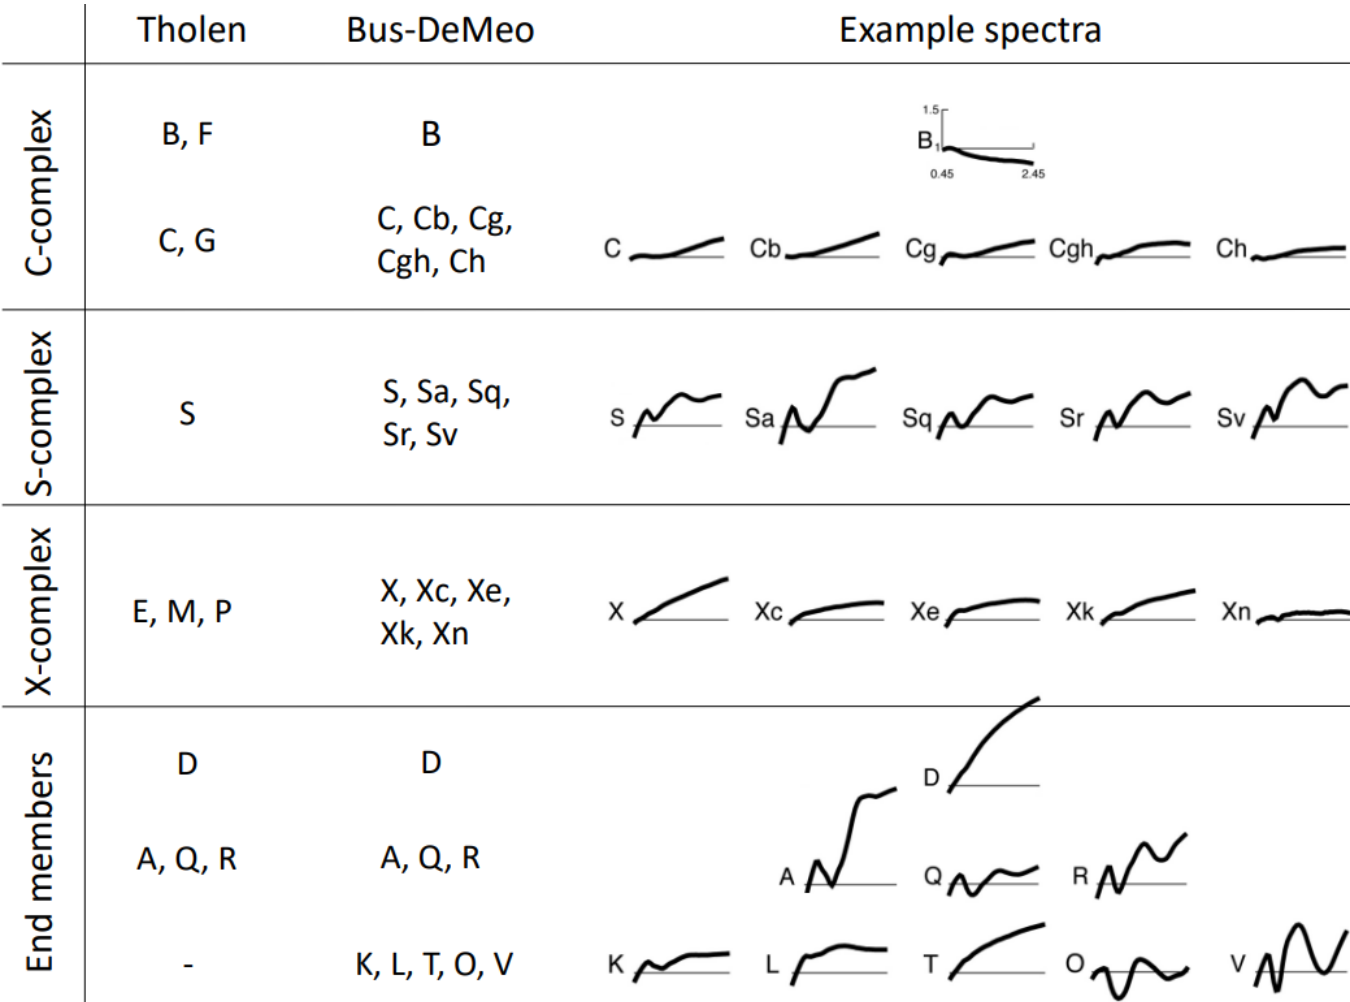 Tholen Bus-DeMeo Example spectra
C-complex
B, F B
1.5
B 1
0.45 2.45
C, G
C, Cb, Cg,
Cgh, Ch
C Cb Cg Cgh Ch
S-complex
S
S, Sa, Sq,
Sr, Sv
S Sa Sq Sr Sv
X-complex
E, M, P
X, Xc, Xe,
Xk, Xn
X Xc Xe Xk Xn
End members
D D
D
A, Q, R A, Q, R
A Q R
- K, L, T, O, V
K L T O V